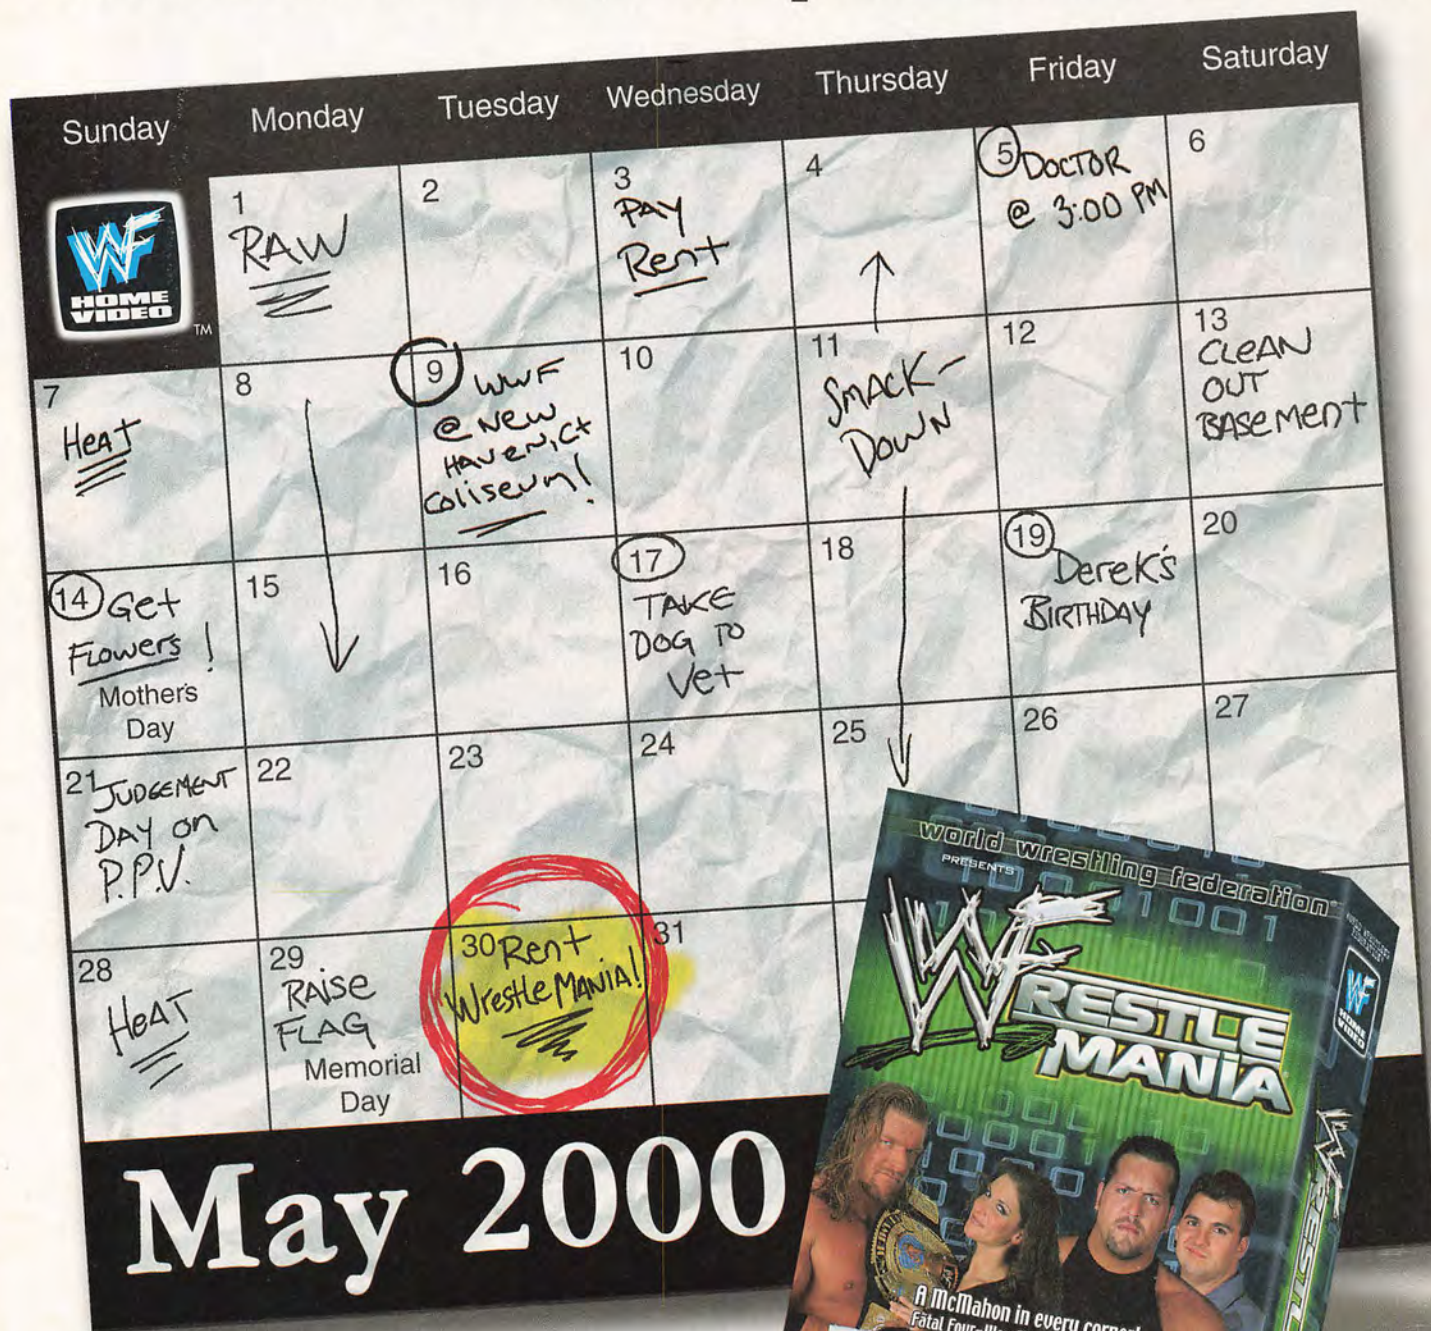 Sunday Monday Tuesday Wednesday Thursday Friday Saturday
WF
HOME
VIDEO
TM
1
RAW
2
3
PAY
Rent
4
5 DOCTOR
@ 3:00 PM
6
7
HeAT
8
9 WWF
@ New
HAVEN, Ct
Coliseum!
10
11
SMACK-
DOWN
12
13
CLeAN
OUT
BASEMENT
14 Get
Flowers!
Mother's
Day
15
16
17
TAKE
DOG TO
Vet
18
19
Derek's
BIRTHDAY
20
21 JUDGEMENT
DAY on
P.P.V.
22
23
24
25
26
27
28
HeAT
29
RAise
FLAG
Memorial
Day
30 Rent
WrestleMANIA!
31
May 2000
world wrestling federation
PRESENTS
WRESTLE
MANIA
WF
HOME
VIDEO
A McMahon in every corner!